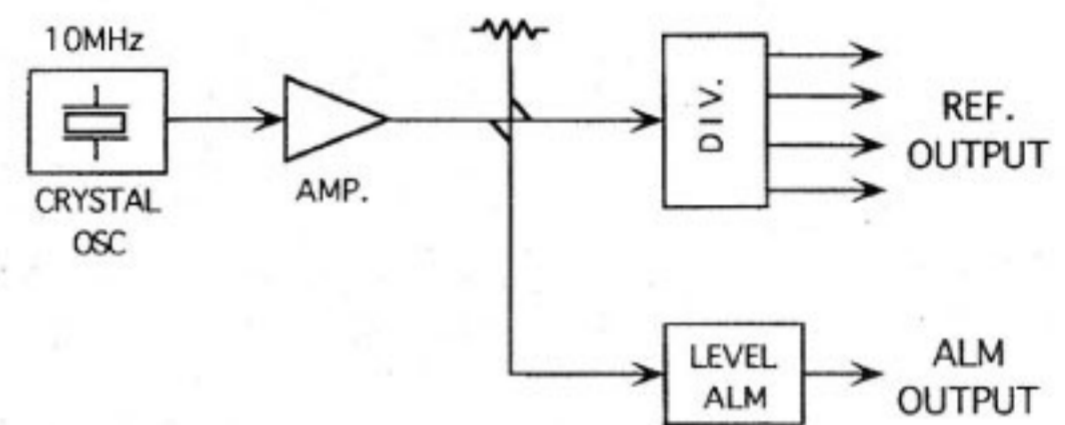 10MHz
CRYSTAL
OSC
AMP.
DIV.
REF.
OUTPUT
LEVEL
ALM
ALM
OUTPUT